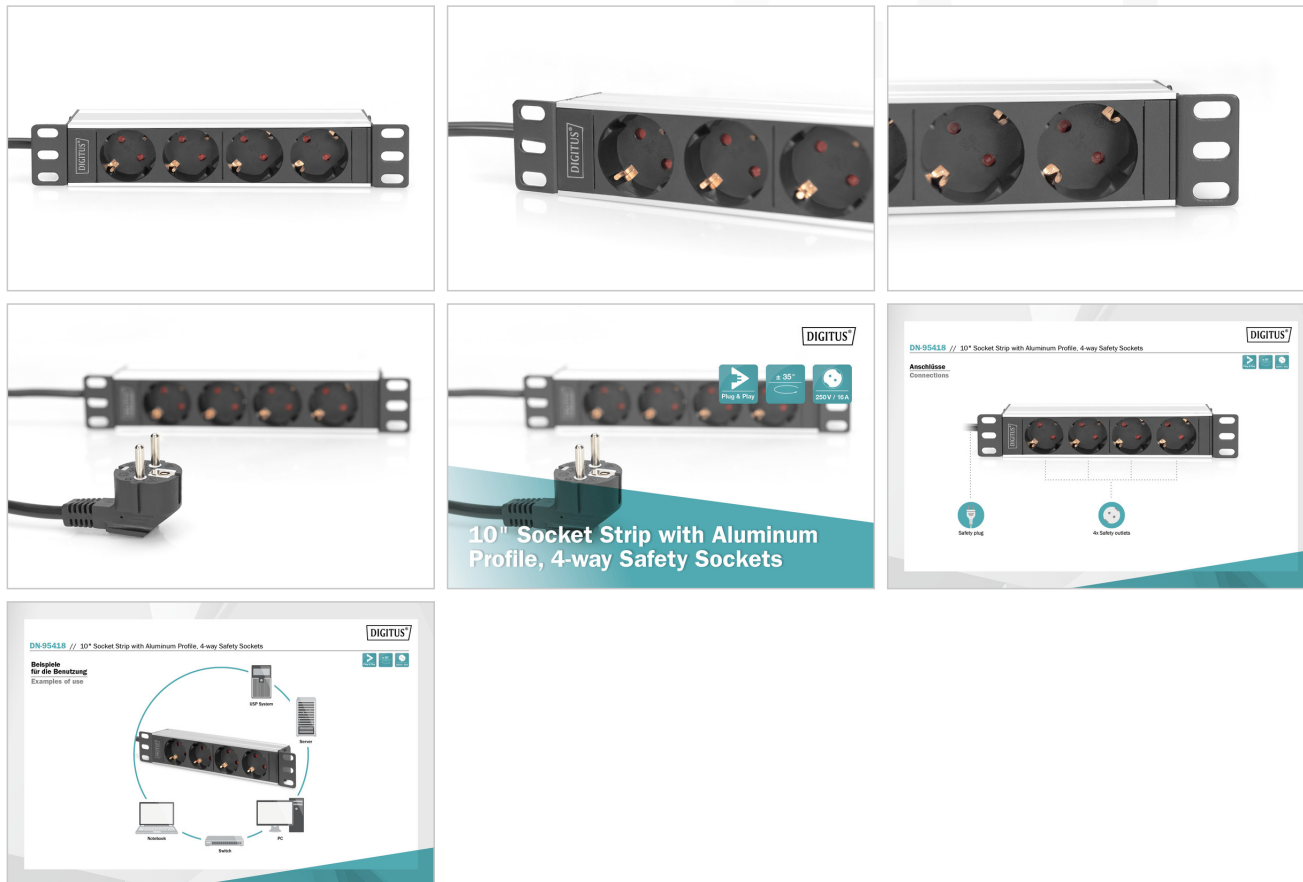 DIGITUS®
DIGITUS®
DIGITUS®
Plug & Play
± 35°
250V / 16A
10" Socket Strip with Aluminum
Profile, 4-way Safety Sockets
DIGITUS®
DN-95418 // 10" Socket Strip with Aluminum Profile, 4-way Safety Sockets
Anschlüsse
Connections
DIGITUS®
Safety plug
4x Safety outlets
DIGITUS®
DN-95418 // 10" Socket Strip with Aluminum Profile, 4-way Safety Sockets
Beispiele
für die Benutzung
Examples of use
USP System
Server
Notebook
Switch
PC